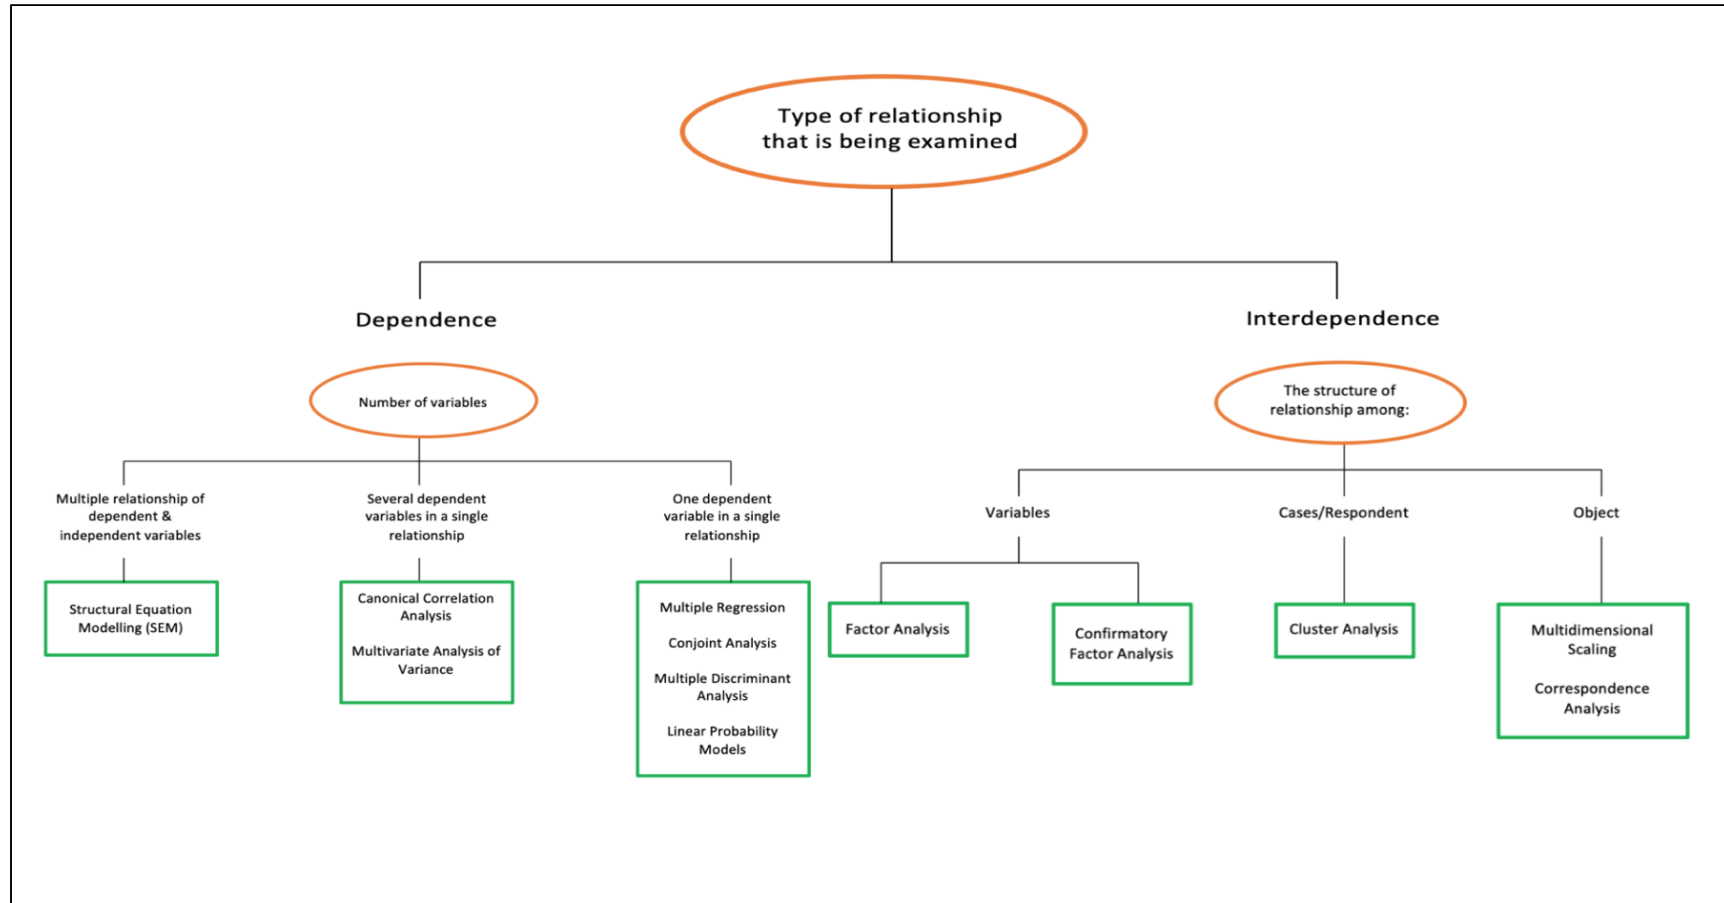 Type of relationship
that is being examined
Dependence
Interdependence
Number of variables
The structure of
relationship among:
Multiple relationship of
dependent &
independent variables
Several dependent
variables in a single
relationship
One dependent
variable in a single
relationship
Variables
Cases/Respondent
Object
Structural Equation
Modelling (SEM)
Canonical Correlation
Analysis
Multivariate Analysis of
Variance
Multiple Regression
Conjoint Analysis
Multiple Discriminant
Analysis
Linear Probability
Models
Factor Analysis
Confirmatory
Factor Analysis
Cluster Analysis
Multidimensional
Scaling
Correspondence
Analysis